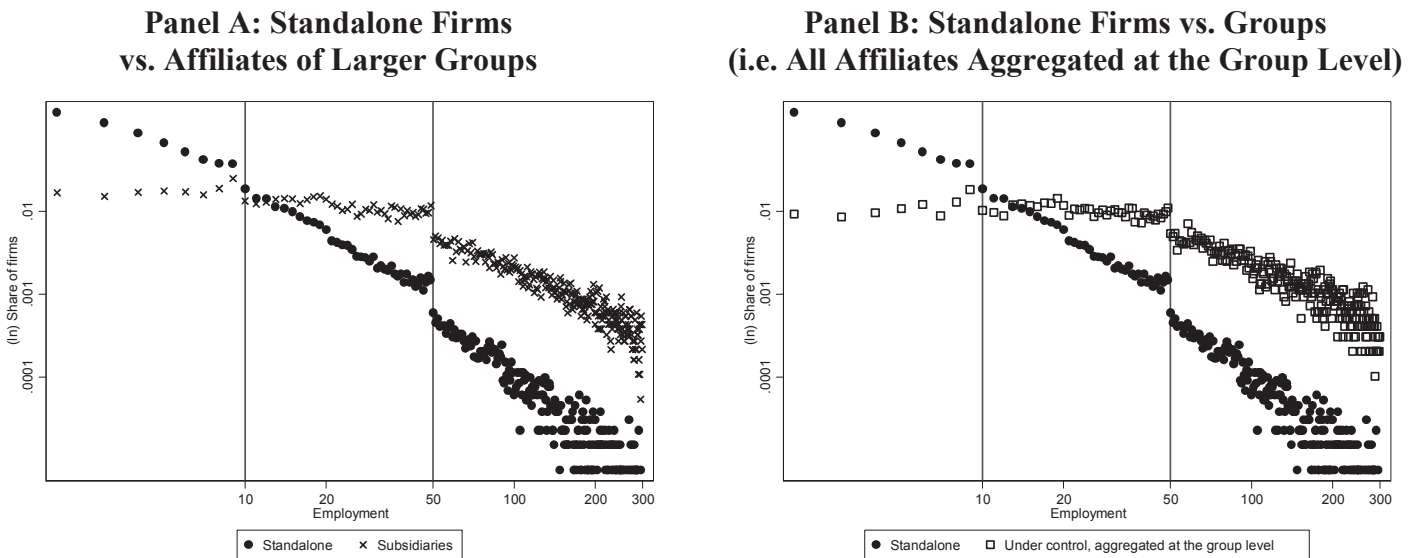 Panel A: Standalone Firms
vs. Affiliates of Larger Groups
(ln) Share of firms
.01
.001
.0001
10
20
50
100
200
300
Employment
Standalone
Subsidiaries
Panel B: Standalone Firms vs. Groups
(i.e. All Affiliates Aggregated at the Group Level)
(ln) Share of firms
.01
.001
.0001
10
20
50
100
200
300
Employment
Standalone
Under control, aggregated at the group level